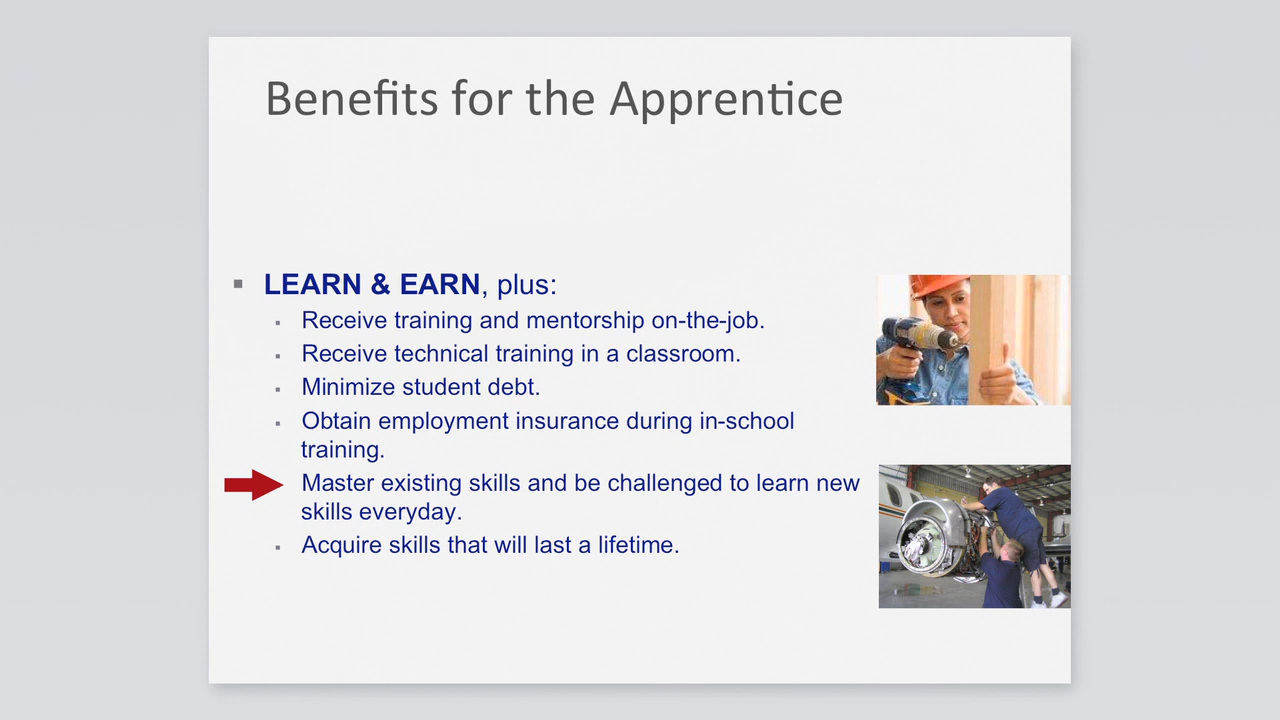 Benefits for the Apprentice
LEARN & EARN, plus:
Receive training and mentorship on-the-job.
Receive technical training in a classroom.
Minimize student debt.
Obtain employment insurance during in-school
training.
Master existing skills and be challenged to learn new
skills everyday.
Acquire skills that will last a lifetime.